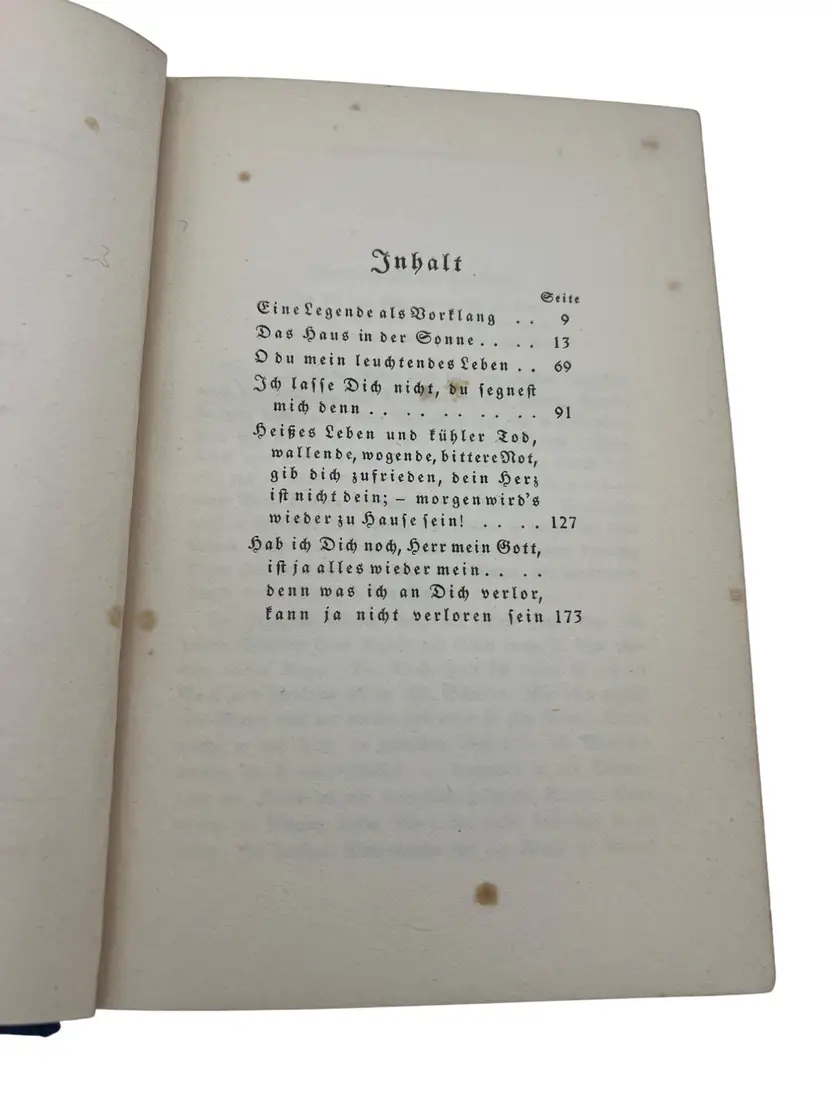 Inhalt
Seite
Eine Legende als Vorklang . . 9
Das Haus in der Sonne . . . . 13
O du mein leuchtendes Leben . . 69
Ich lasse Dich nicht, du segnest
mich denn . . . . . . . . . 91
Heißes Leben und kühler Tod,
wallende, wogende, bittere Not,
gib dich zufrieden, dein Herz
ist nicht dein; – morgen wird's
wieder zu Hause sein! . . . . 127
Hab ich Dich noch, Herr mein Gott,
ist ja alles wieder mein . . . .
denn was ich an Dich verlor,
kann ja nicht verloren sein 173